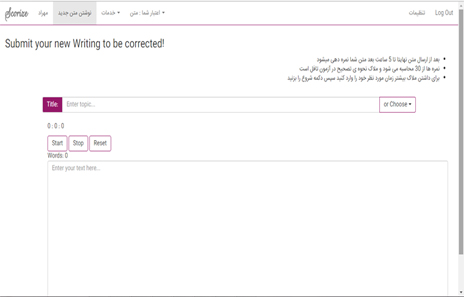 Scorize مهراد نوشتن متن جدید خدمات اعتبار شما : متن تنظیمات Log Out
Submit your new Writing to be corrected!
بعد از ارسال متن نهایتا تا 5 ساعت بعد متن شما نمره دهی میشود
نمره ها از 30 محاسبه می شود و ملاک نحوه ی تصحیح در آزمون تافل است
برای داشتن ملاک بیشتر زمان مورد نظر خود را وارد کنید سپس دکمه شروع را بزنید
Title: Enter topic... or Choose
0 : 0 : 0
Start Stop Reset
Words: 0
Enter your text here...